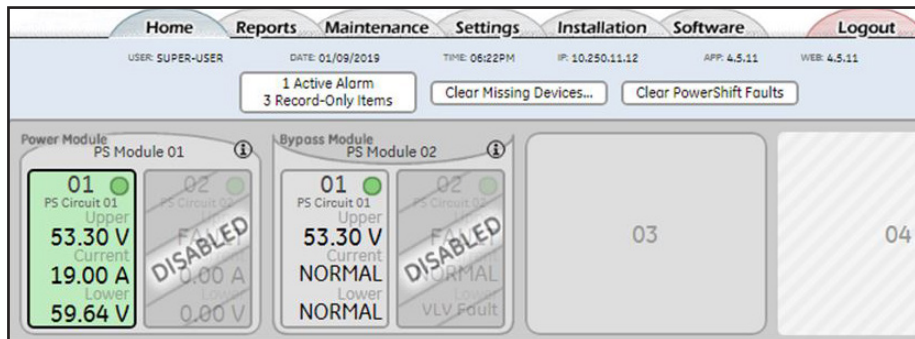 Home Reports Maintenance Settings Installation Software Logout
USER: SUPER-USER DATE: 01/09/2019 TIME: 06:22PM IP: 10.250.11.12 APP: 4.5.11 WEB: 4.5.11
1 Active Alarm
3 Record-Only Items
Clear Missing Devices... Clear PowerShift Faults
Power Module
PS Module 01
01
PS Circuit 01
Upper
53.30 V
Current
19.00 A
Lower
59.64 V
02
PS Circuit 02
DISABLED
0.00 A
Lower
0.00 V
Bypass Module
PS Module 02
01
PS Circuit 01
Upper
53.30 V
Current
NORMAL
Lower
NORMAL
02
DISABLED
NORMAL
Lower
VLV Fault
03
04